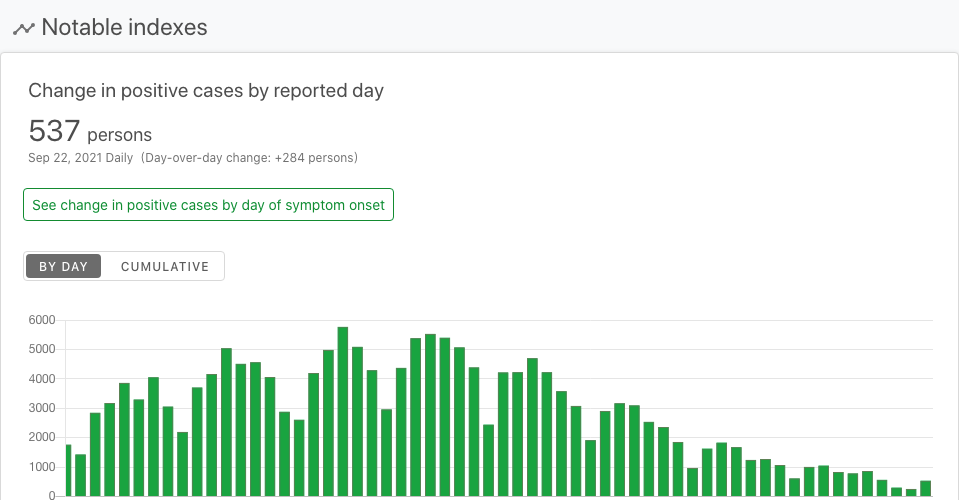 Notable indexes
Change in positive cases by reported day
537 persons
Sep 22, 2021 Daily (Day-over-day change: +284 persons)
See change in positive cases by day of symptom onset
BY DAY CUMULATIVE
6000
5000
4000
3000
2000
1000
0